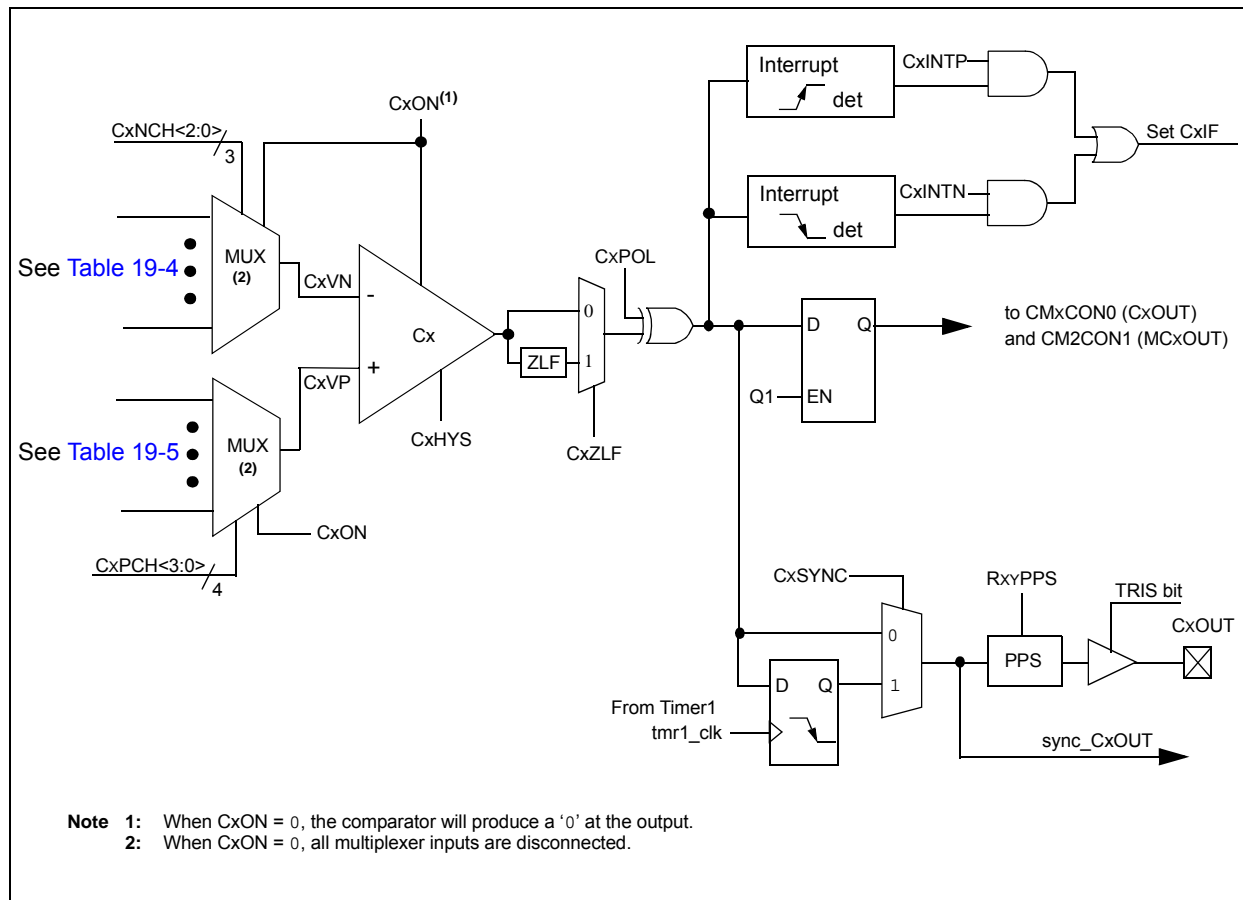 Interrupt
det
CxINTP
CxON(1)
CxNCH<2:0>
3
Set CxIF
Interrupt
det
CxINTN
MUX
(2)
See Table 19-4
CxVN
-
CxPOL
Cx
0
ZLF
1
D Q
Q1
EN
to CMxCON0 (CxOUT)
and CM2CON1 (MCxOUT)
CxVP
+
CxHYS
CxZLF
MUX
(2)
See Table 19-5
CxON
CxPCH<3:0>
4
CxSYNC
RxyPPS
TRIS bit
CxOUT
0
PPS
D Q
1
From Timer1
tmr1_clk
sync_CxOUT
Note 1: When CxON = 0, the comparator will produce a ‘0’ at the output.
2: When CxON = 0, all multiplexer inputs are disconnected.